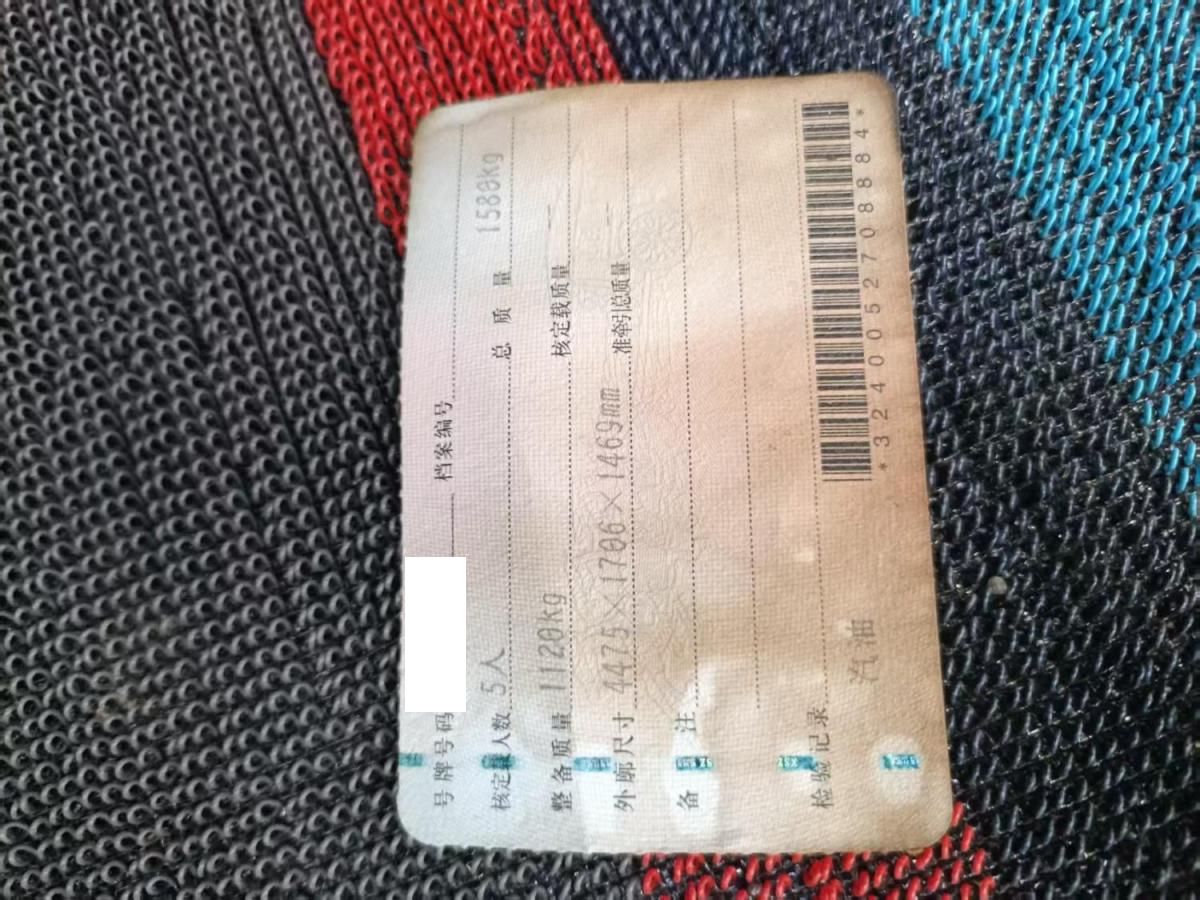 号牌号码 档案编号
核定载人数 5人 总质量 1580kg
整备质量 1120kg 核定载质量 --
外廓尺寸 4475×1706×1469mm 准牵引总质量 --
备注
检验记录
汽油
*3240052708884*